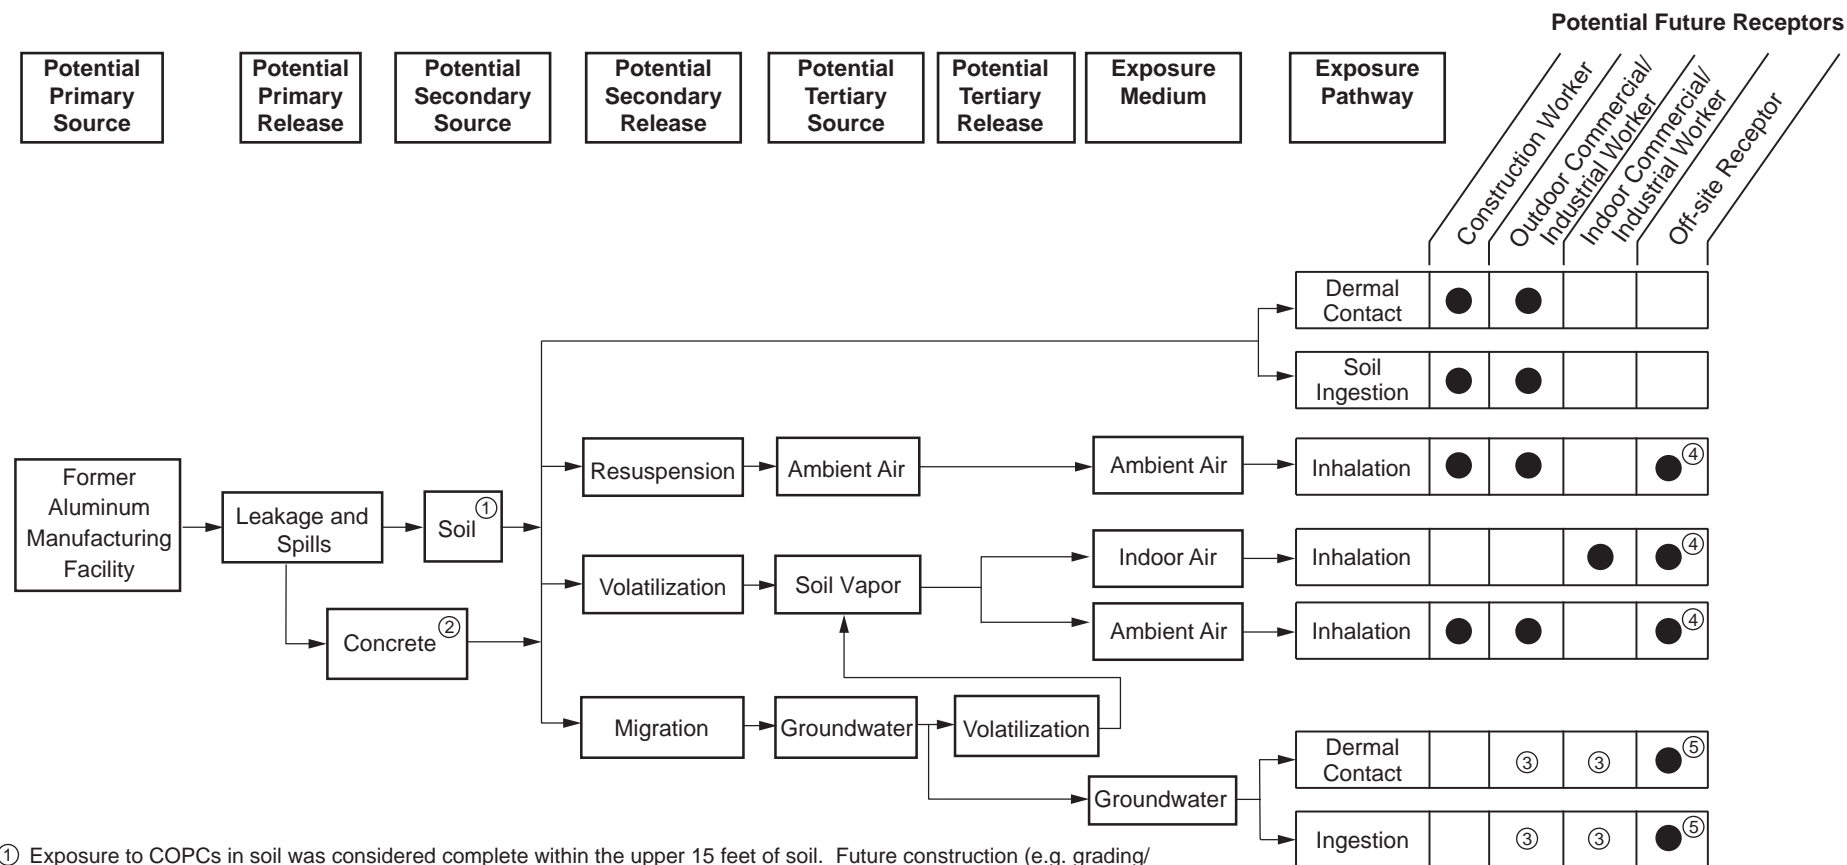 Potential Future Receptors
Potential
Primary
Source
Potential
Primary
Release
Potential
Secondary
Source
Potential
Secondary
Release
Potential
Tertiary
Source
Potential
Tertiary
Release
Exposure
Medium
Exposure
Pathway
Construction Worker
Outdoor Commercial/
Industrial Worker
Indoor Commercial/
Industrial Worker
Off-site Receptor
Dermal
Contact
Soil
Ingestion
Former
Aluminum
Manufacturing
Facility
Leakage and
Spills
Soil ①
Concrete ②
Resuspension
Ambient Air
Ambient Air
Inhalation
④
Volatilization
Soil Vapor
Indoor Air
Inhalation
④
Ambient Air
Inhalation
④
Migration
Groundwater
Volatilization
Groundwater
Dermal
Contact
③ ③ ⑤
Ingestion
③ ③ ⑤
① Exposure to COPCs in soil was considered complete within the upper 15 feet of soil. Future construction (e.g. grading/